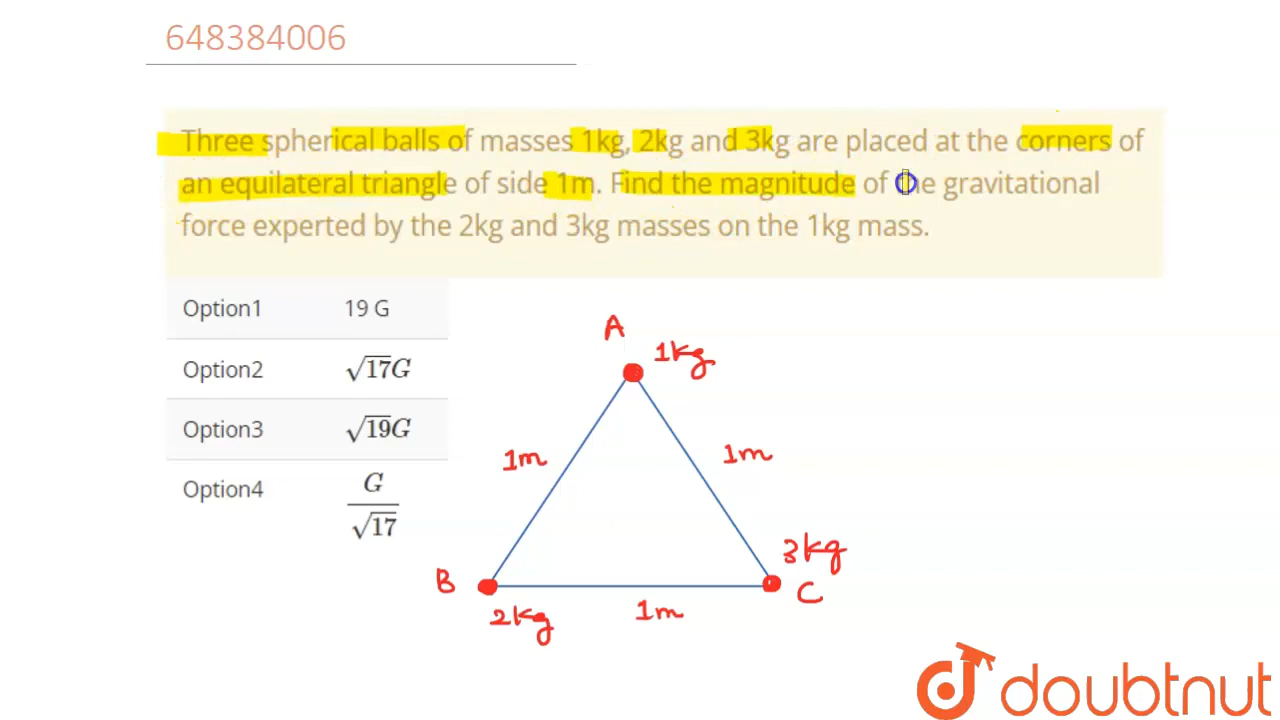 648384006
Three spherical balls of masses 1kg, 2kg and 3kg are placed at the corners of
an equilateral triangle of side 1m. Find the magnitude of the gravitational
force experted by the 2kg and 3kg masses on the 1kg mass.
Option1 19 G
Option2 √17G
Option3 √19G
Option4 G/√17
A
1kg
1m
1m
B
2kg
1m
3kg
C
doubtnut